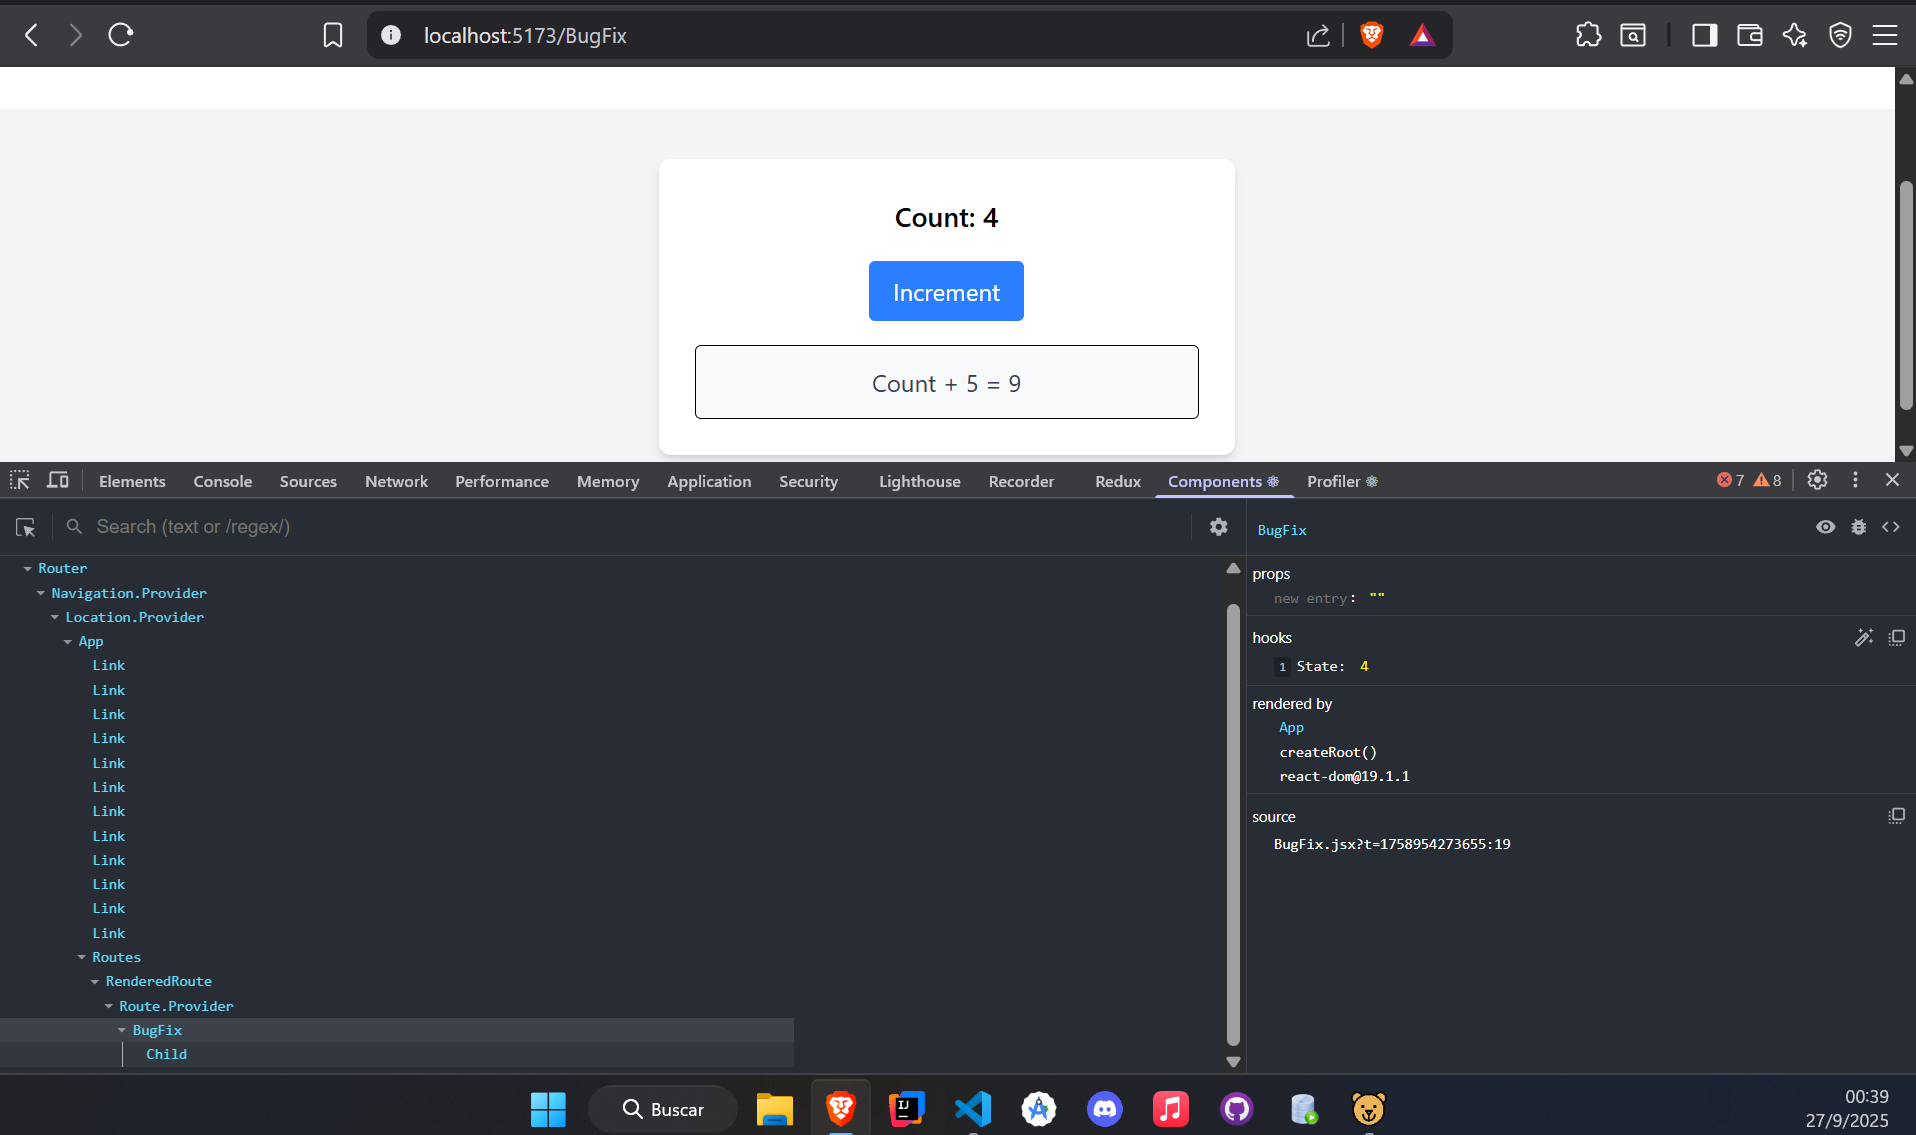 localhost:5173/BugFix
Count: 4
Increment
Count + 5 = 9
Elements Console Sources Network Performance Memory Application Security Lighthouse Recorder Redux Components Profiler 7 8
Search (text or /regex/)
Router
Navigation.Provider
Location.Provider
App
Link
Link
Link
Link
Link
Link
Link
Link
Link
Link
Link
Link
Routes
RenderedRoute
Route.Provider
BugFix
Child
BugFix
props
new entry: ""
hooks
1 State: 4
rendered by
App
createRoot()
react-dom@19.1.1
source
BugFix.jsx?t=1758954273655:19
Buscar
IJ
00:39
27/9/2025